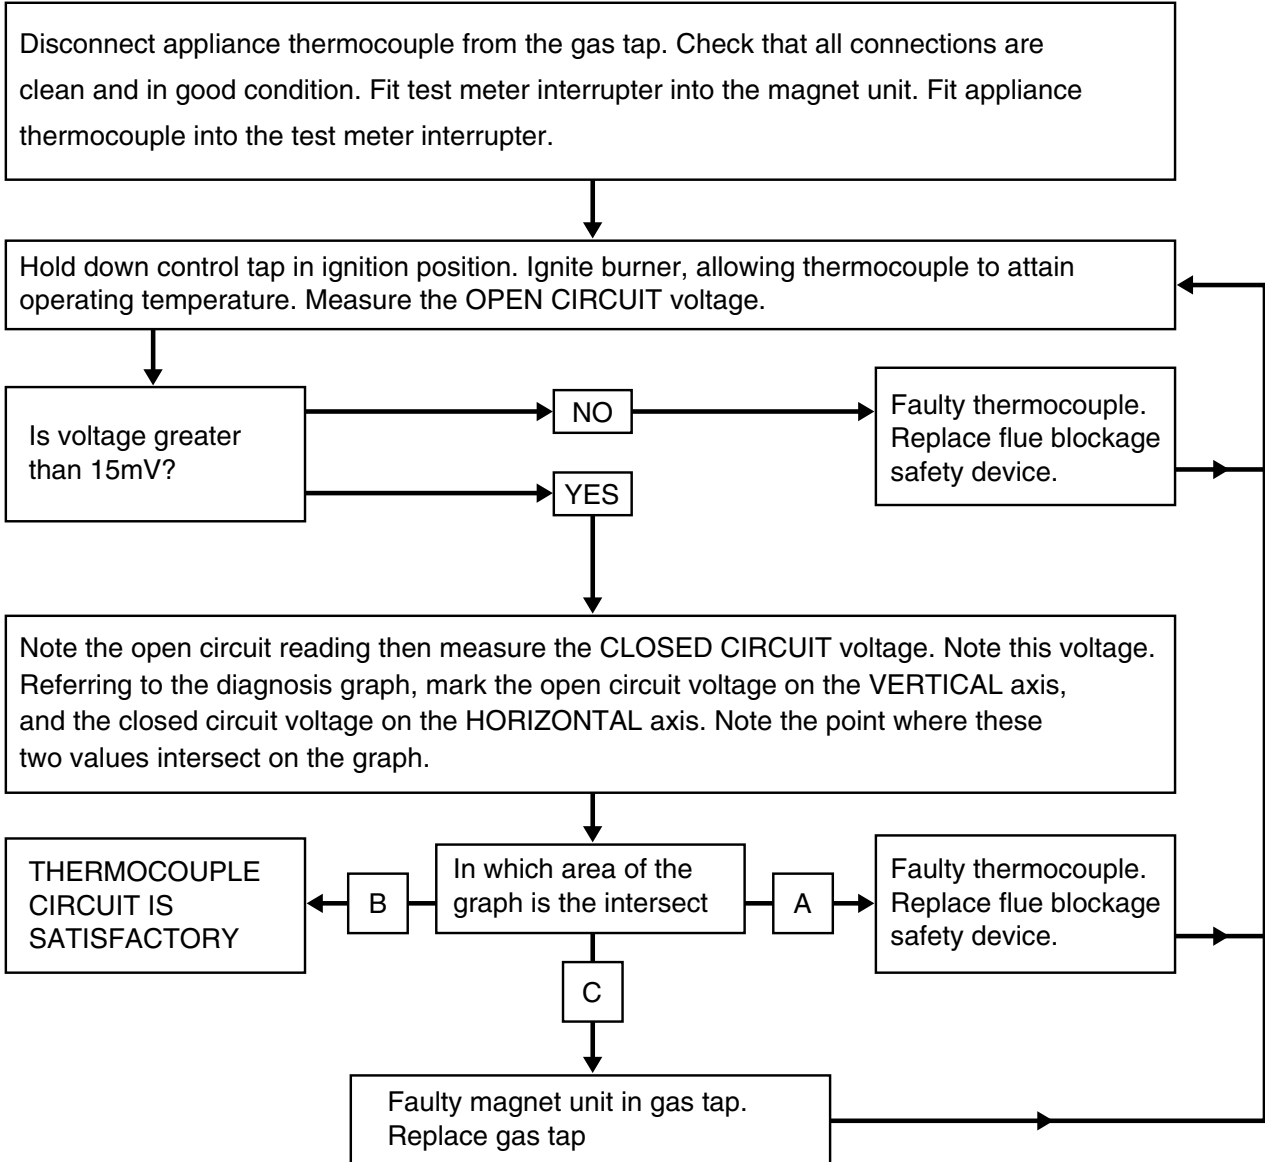 Disconnect appliance thermocouple from the gas tap. Check that all connections are
clean and in good condition. Fit test meter interrupter into the magnet unit. Fit appliance
thermocouple into the test meter interrupter.
Hold down control tap in ignition position. Ignite burner, allowing thermocouple to attain
operating temperature. Measure the OPEN CIRCUIT voltage.
Is voltage greater
than 15mV?
NO
Faulty thermocouple.
Replace flue blockage
safety device.
YES
Note the open circuit reading then measure the CLOSED CIRCUIT voltage. Note this voltage.
Referring to the diagnosis graph, mark the open circuit voltage on the VERTICAL axis,
and the closed circuit voltage on the HORIZONTAL axis. Note the point where these
two values intersect on the graph.
THERMOCOUPLE
CIRCUIT IS
SATISFACTORY
B
In which area of the
graph is the intersect
A
Faulty thermocouple.
Replace flue blockage
safety device.
C
Faulty magnet unit in gas tap.
Replace gas tap